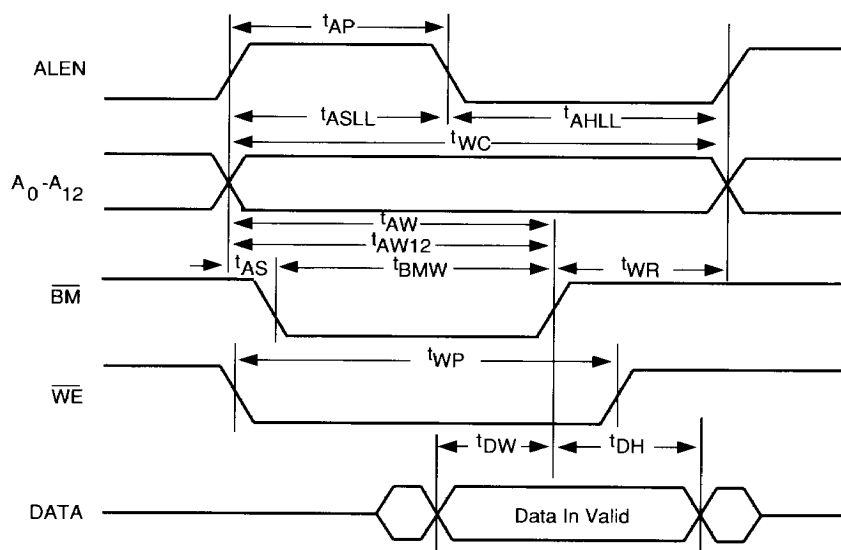 tAP
ALEN
tASLL tAHLL
tWC
A0-A12
tAW
tAW12
tAS tBMW tWR
BM
tWP
WE
tDW tDH
DATA Data In Valid